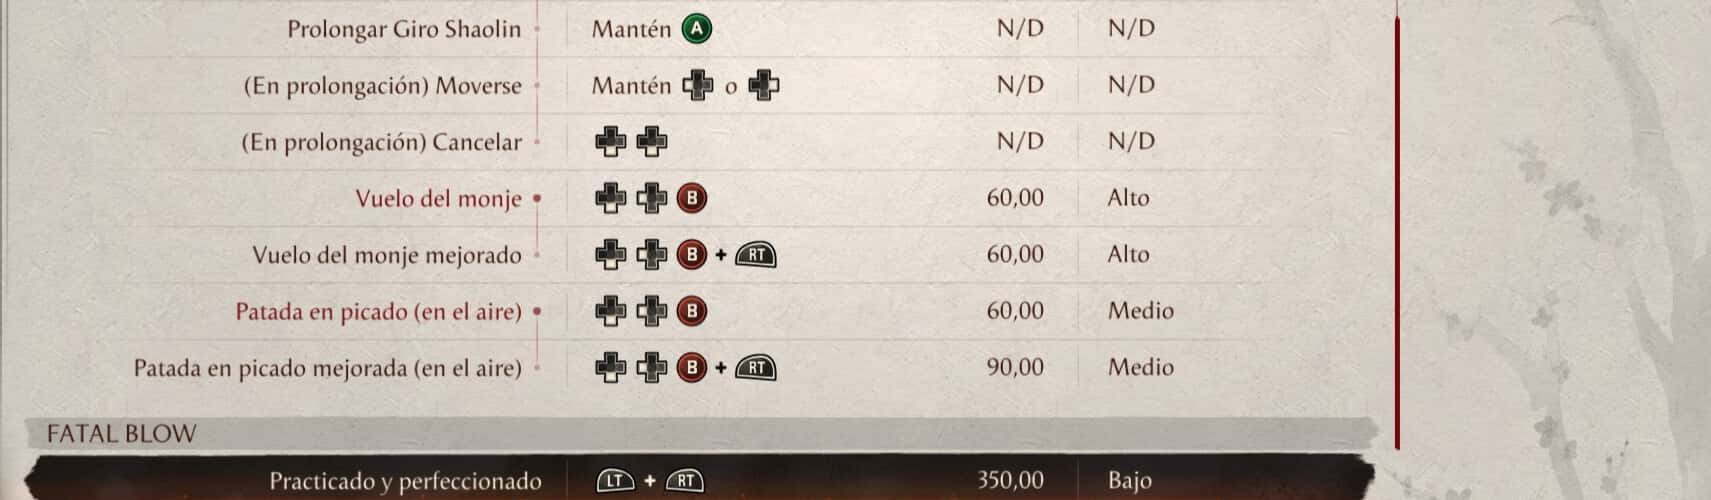 Prolongar Giro Shaolin Mantén A N/D N/D
(En prolongación) Moverse Mantén o N/D N/D
(En prolongación) Cancelar N/D N/D
Vuelo del monje B 60,00 Alto
Vuelo del monje mejorado B + RT 60,00 Alto
Patada en picado (en el aire) B 60,00 Medio
Patada en picado mejorada (en el aire) B + RT 90,00 Medio
FATAL BLOW
Practicado y perfeccionado LT + RT 350,00 Bajo